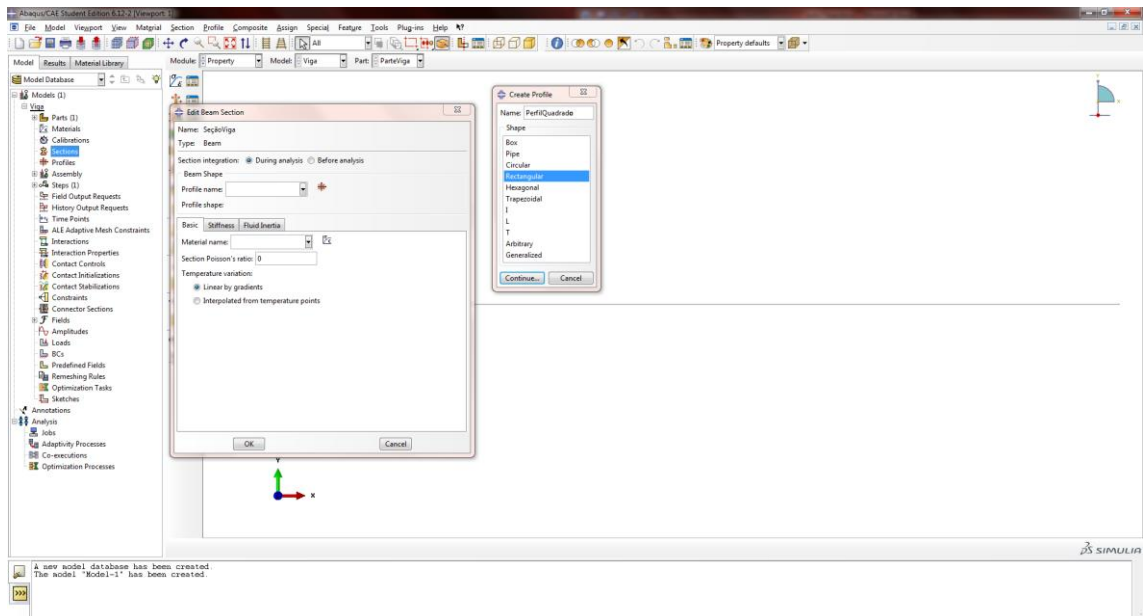 Abaqus/CAE Student Edition 6.12-2 [Viewport: 1]
File Model Viewport View Material Section Profile Composite Assign Special Feature Tools Plug-ins Help
All
Property defaults
Model Results Material Library
Module: Property Model: Viga Part: ParteViga
Model Database
Models (1)
Viga
Parts (1)
Materials
Calibrations
Sections
Profiles
Assembly
Steps (1)
Field Output Requests
History Output Requests
Time Points
ALE Adaptive Mesh Constraints
Interactions
Interaction Properties
Contact Controls
Contact Initializations
Contact Stabilizations
Constraints
Connector Sections
Fields
Amplitudes
Loads
BCs
Predefined Fields
Remeshing Rules
Optimization Tasks
Sketches
Annotations
Analysis
Jobs
Adaptivity Processes
Co-executions
Optimization Processes
Edit Beam Section
Name: SeçãoViga
Type: Beam
Section integration: During analysis Before analysis
Beam Shape
Profile name:
Profile shape:
Basic Stiffness Fluid Inertia
Material name:
Section Poisson's ratio: 0
Temperature variation:
Linear by gradients
Interpolated from temperature points
OK Cancel
Create Profile
Name: PerfilQuadrado
Shape
Box
Pipe
Circular
Rectangular
Hexagonal
Trapezoidal
I
L
T
Arbitrary
Generalized
Continue... Cancel
Y
X
SIMULIA
A new model database has been created.
The model "Model-1" has been created.
>>>